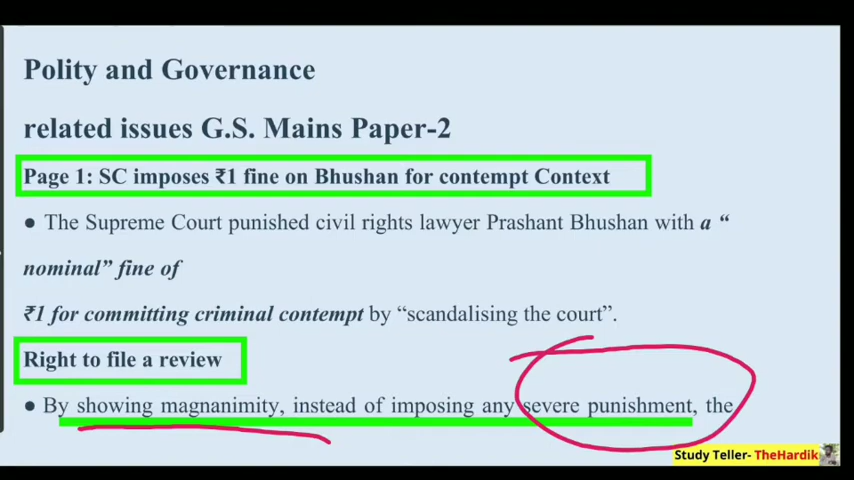 Polity and Governance
related issues G.S. Mains Paper-2
Page 1: SC imposes ₹1 fine on Bhushan for contempt Context
● The Supreme Court punished civil rights lawyer Prashant Bhushan with a “
nominal” fine of
₹1 for committing criminal contempt by “scandalising the court”.
Right to file a review
● By showing magnanimity, instead of imposing any severe punishment, the
Study Teller- TheHardik